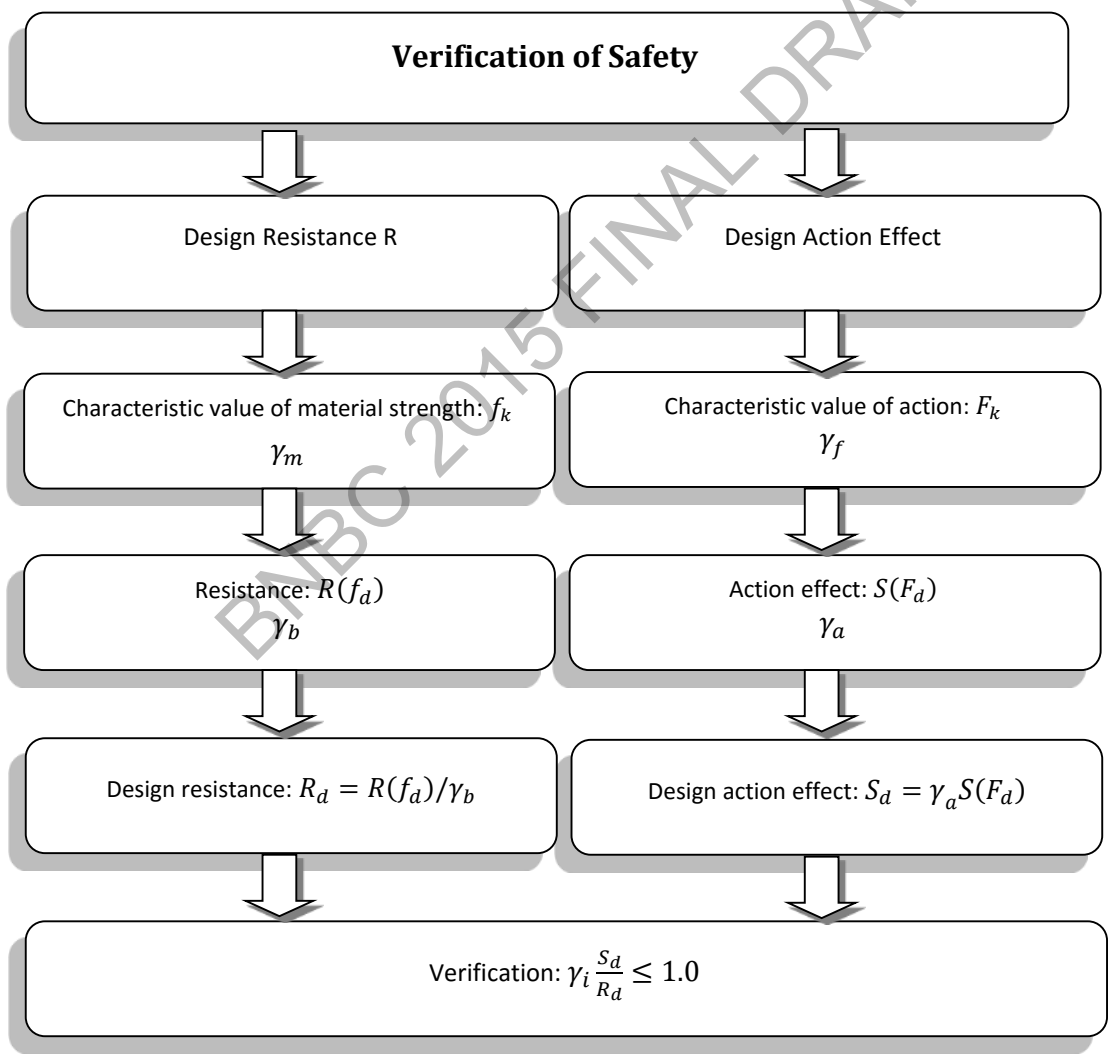 Verification of Safety
Design Resistance R
Design Action Effect
Characteristic value of material strength: f_k
γ_m
Characteristic value of action: F_k
γ_f
Resistance: R(f_d)
γ_b
Action effect: S(F_d)
γ_a
Design resistance: R_d = R(f_d)/γ_b
Design action effect: S_d = γ_a S(F_d)
Verification: γ_i S_d/R_d ≤ 1.0
BNBC 2015 FINAL DRA